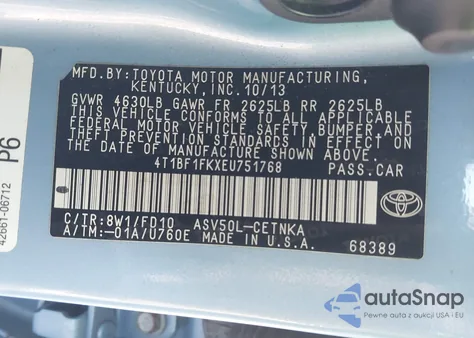 MFD.BY:TOYOTA MOTOR MANUFACTURING,
KENTUCKY, INC. 10/13
GVWR 4630LB GAWR FR 2625LB RR 2625LB
THIS VEHICLE CONFORMS TO ALL APPLICABLE
FEDERAL MOTOR VEHICLE SAFETY, BUMPER, AND
THEFT PREVENTION STANDARDS IN EFFECT ON
THE DATE OF MANUFACTURE SHOWN ABOVE.
4T1BF1FKXEU751768 PASS.CAR
C/TR:8W1/FD10 ASV50L-CETNKA
A/TM:-01A/U760E MADE IN U.S.A.
68389
TOYOTA
P6
42661-06712
autoSnap
Pewne auta z aukcji USA i EU